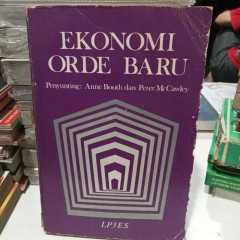 EKONOMI
ORDE BARU
Penyunting: Anne Booth dan Peter McCawley
LP3ES